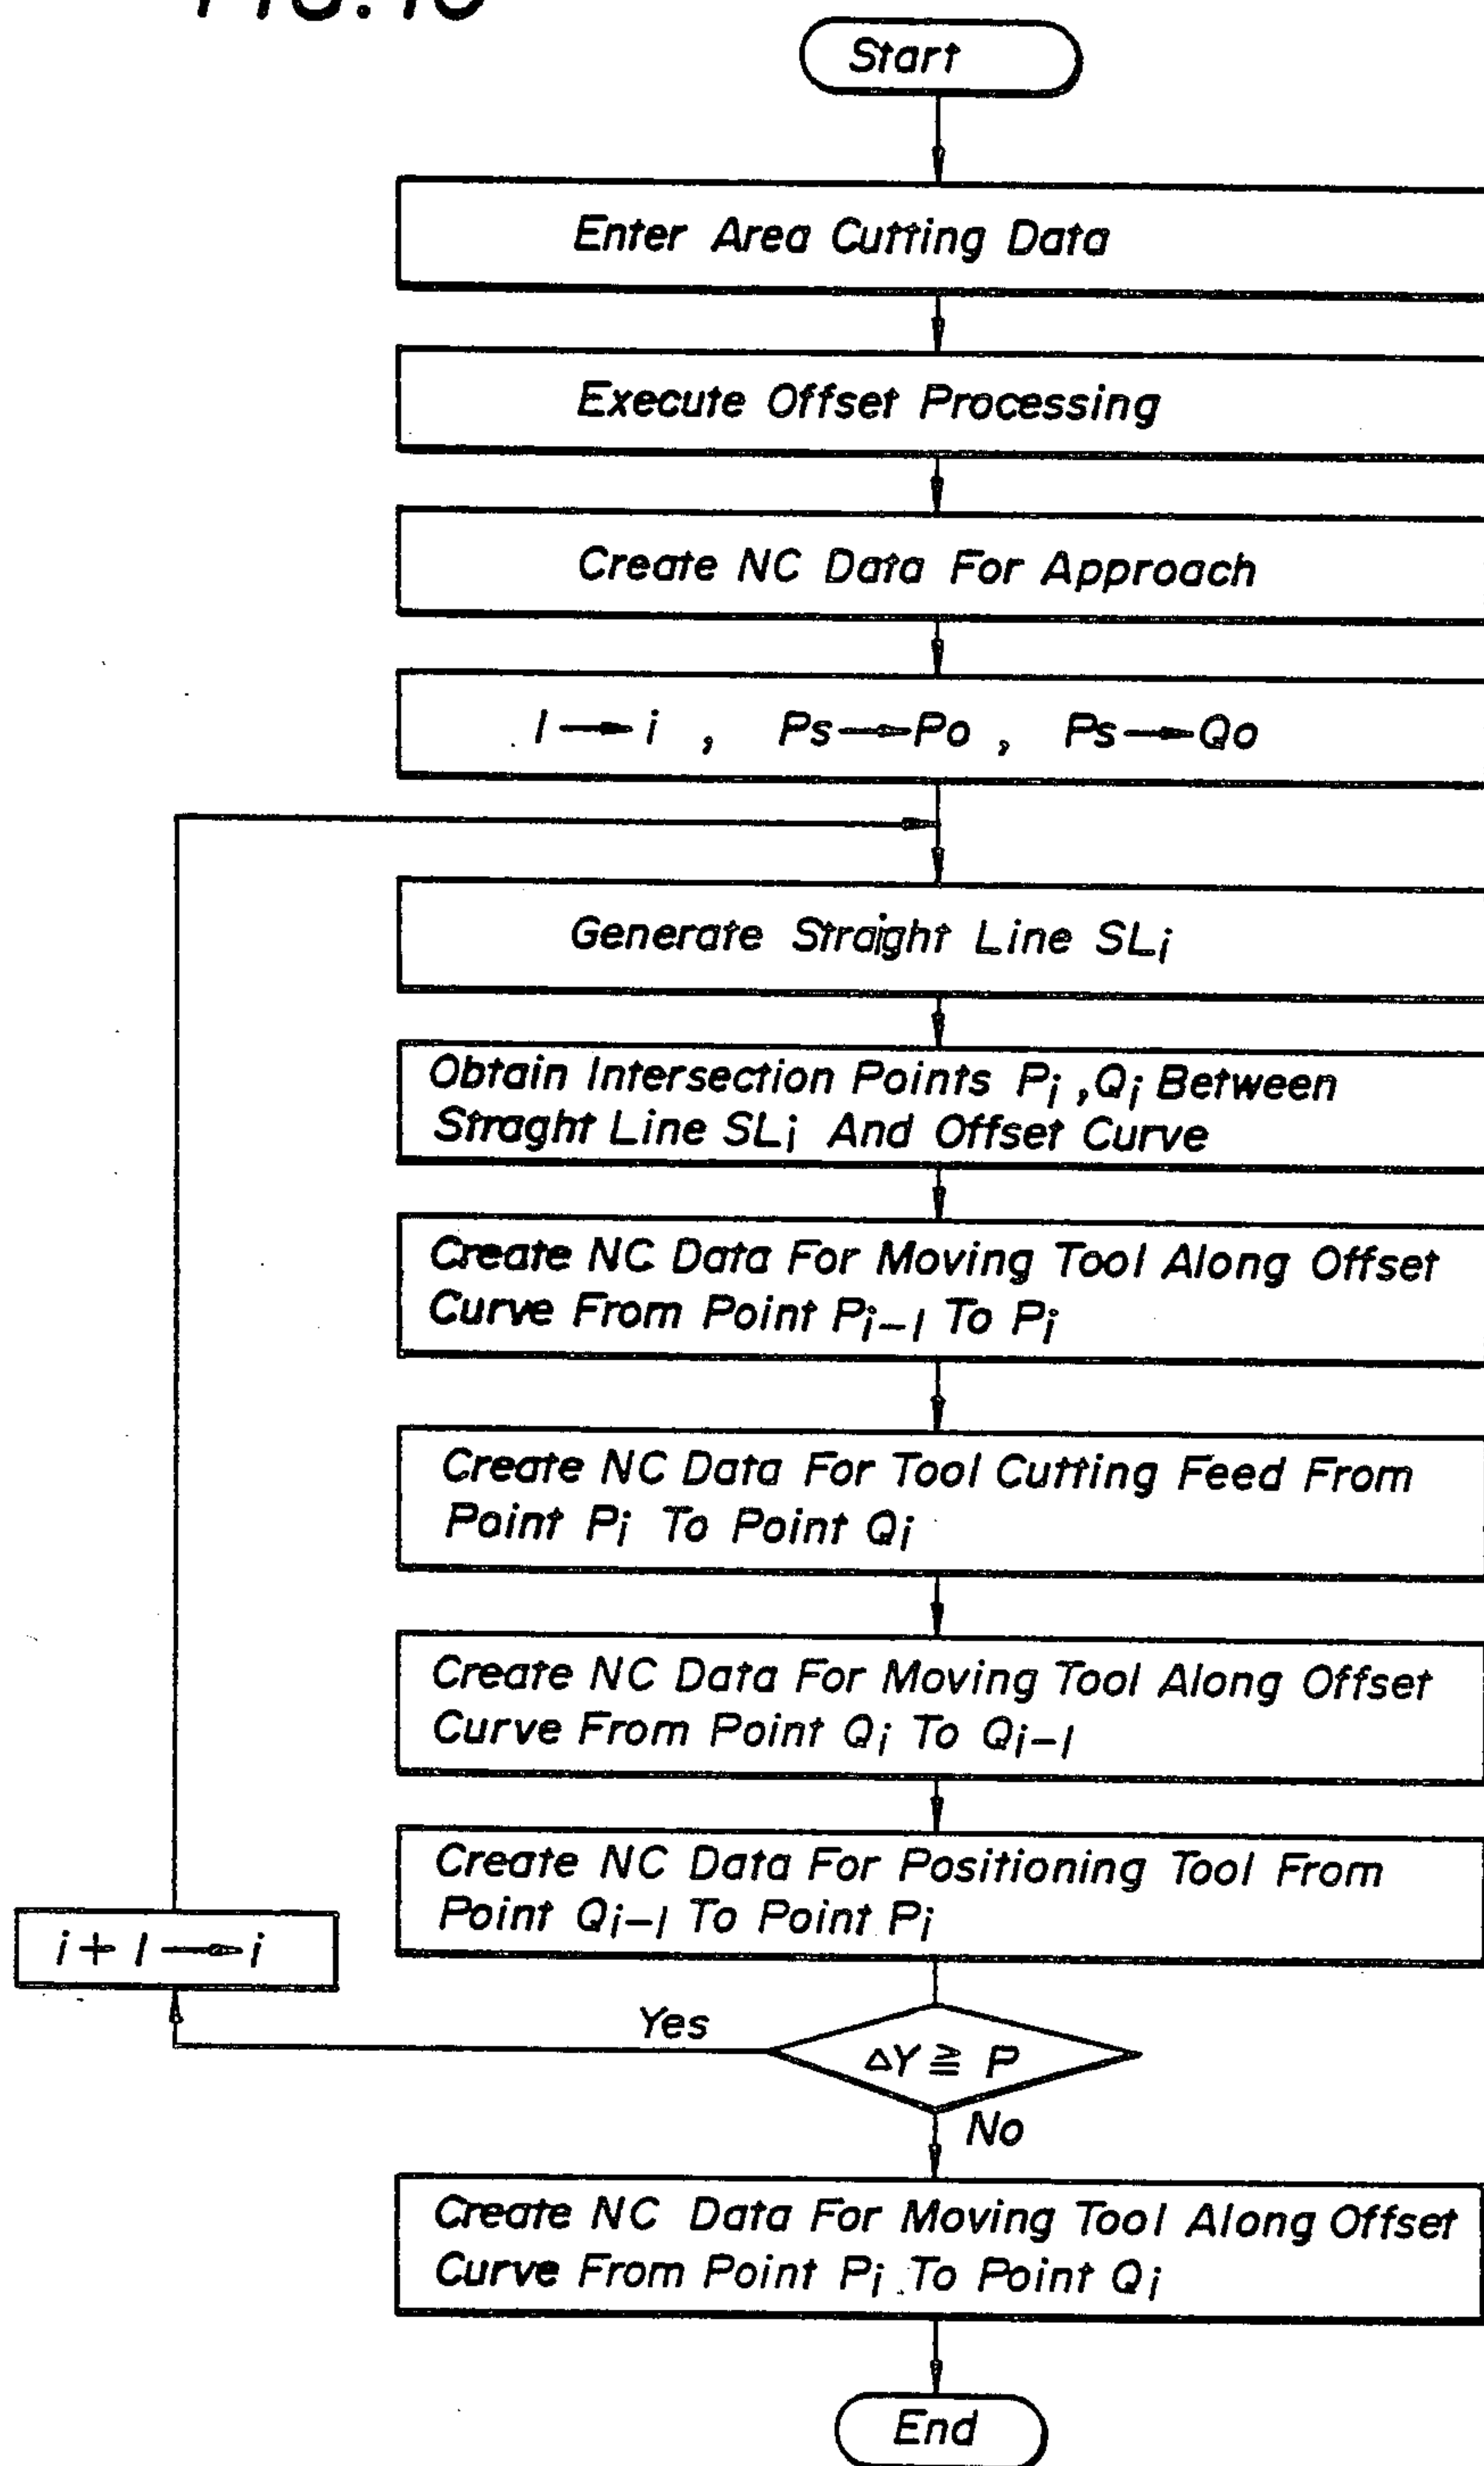 Start
Enter Area Cutting Data
Execute Offset Processing
Create NC Data For Approach
1 → i , Ps → Po , Ps → Qo
Generate Straight Line SLi
Obtain Intersection Points Pi ,Qi Between
Straght Line SLi And Offset Curve
Create NC Data For Moving Tool Along Offset
Curve From Point Pi-1 To Pi
Create NC Data For Tool Cutting Feed From
Point Pi To Point Qi
Create NC Data For Moving Tool Along Offset
Curve From Point Qi To Qi-1
Create NC Data For Positioning Tool From
Point Qi-1 To Point Pi
i + 1 → i
Yes
ΔY ≧ P
No
Create NC Data For Moving Tool Along Offset
Curve From Point Pi To Point Qi
End